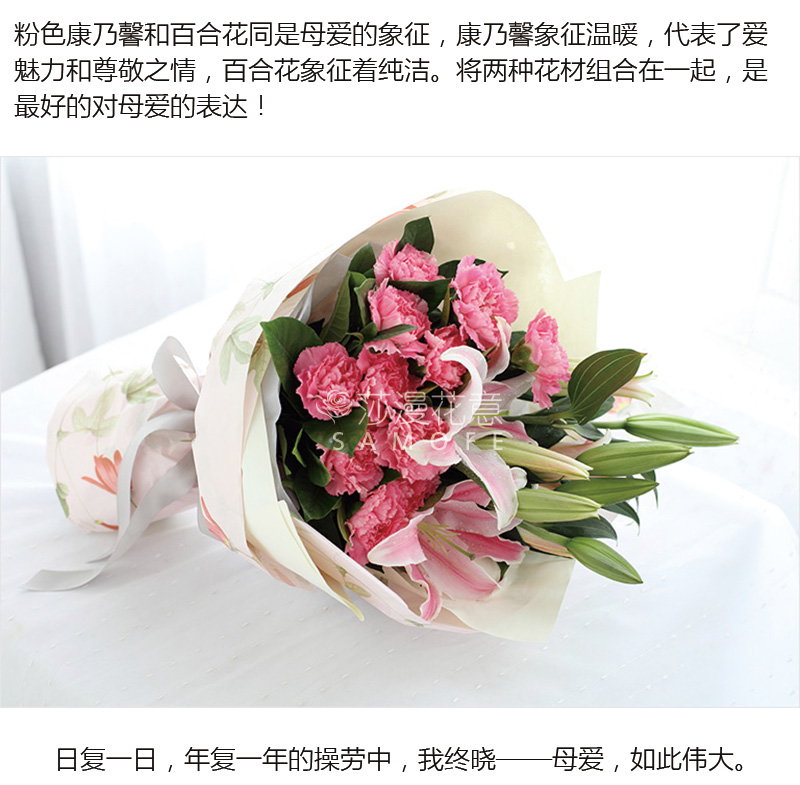 粉色康乃馨和百合花同是母爱的象征，康乃馨象征温暖，代表了爱
魅力和尊敬之情，百合花象征着纯洁。将两种花材组合在一起，是
最好的对母爱的表达！
莎漫花意
SAMORE
日复一日，年复一年的操劳中，我终晓——母爱，如此伟大。